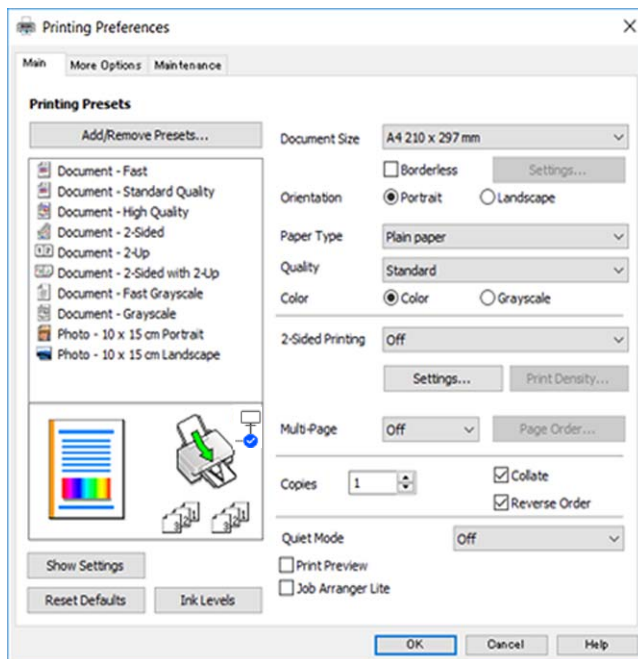 Printing Preferences
Main More Options Maintenance
Printing Presets
Add/Remove Presets...
Document - Fast
Document - Standard Quality
Document - High Quality
Document - 2-Sided
Document - 2-Up
Document - 2-Sided with 2-Up
Document - Fast Grayscale
Document - Grayscale
Photo - 10 x 15 cm Portrait
Photo - 10 x 15 cm Landscape
Show Settings
Reset Defaults Ink Levels
Document Size A4 210 x 297 mm
Borderless Settings...
Orientation Portrait Landscape
Paper Type Plain paper
Quality Standard
Color Color Grayscale
2-Sided Printing Off
Settings... Print Density...
Multi-Page Off Page Order...
Copies 1 Collate
Reverse Order
Quiet Mode Off
Print Preview
Job Arranger Lite
OK Cancel Help